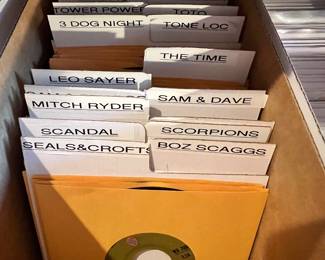 TOWER POWER
TOTO
3 DOG NIGHT
TONE LOC
THE TIME
LEO SAYER
SAM & DAVE
MITCH RYDER
SCANDAL
SCORPIONS
SEALS&CROFTS
BOZ SCAGGS